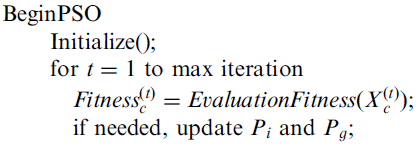 BeginPSO
Initialize();
for t = 1 to max iteration
Fitness_c^(t) = EvaluationFitness(X_c^(t));
if needed, update P_i and P_g;